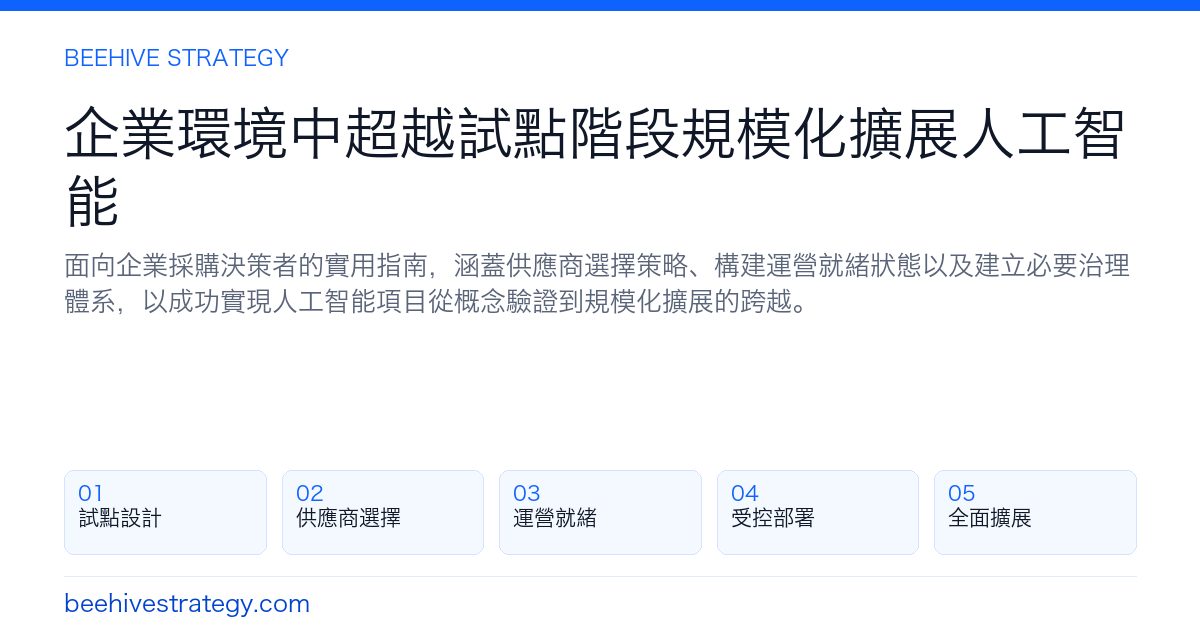 BEEHIVE STRATEGY
企業環境中超越試點階段規模化擴展人工智
能
面向企業採購決策者的實用指南，涵蓋供應商選擇策略、構建運營就緒狀態以及建立必要治理
體系，以成功實現人工智能項目從概念驗證到規模化擴展的跨越。
01
試點設計
02
供應商選擇
03
運營就緒
04
受控部署
05
全面擴展
beehivestrategy.com